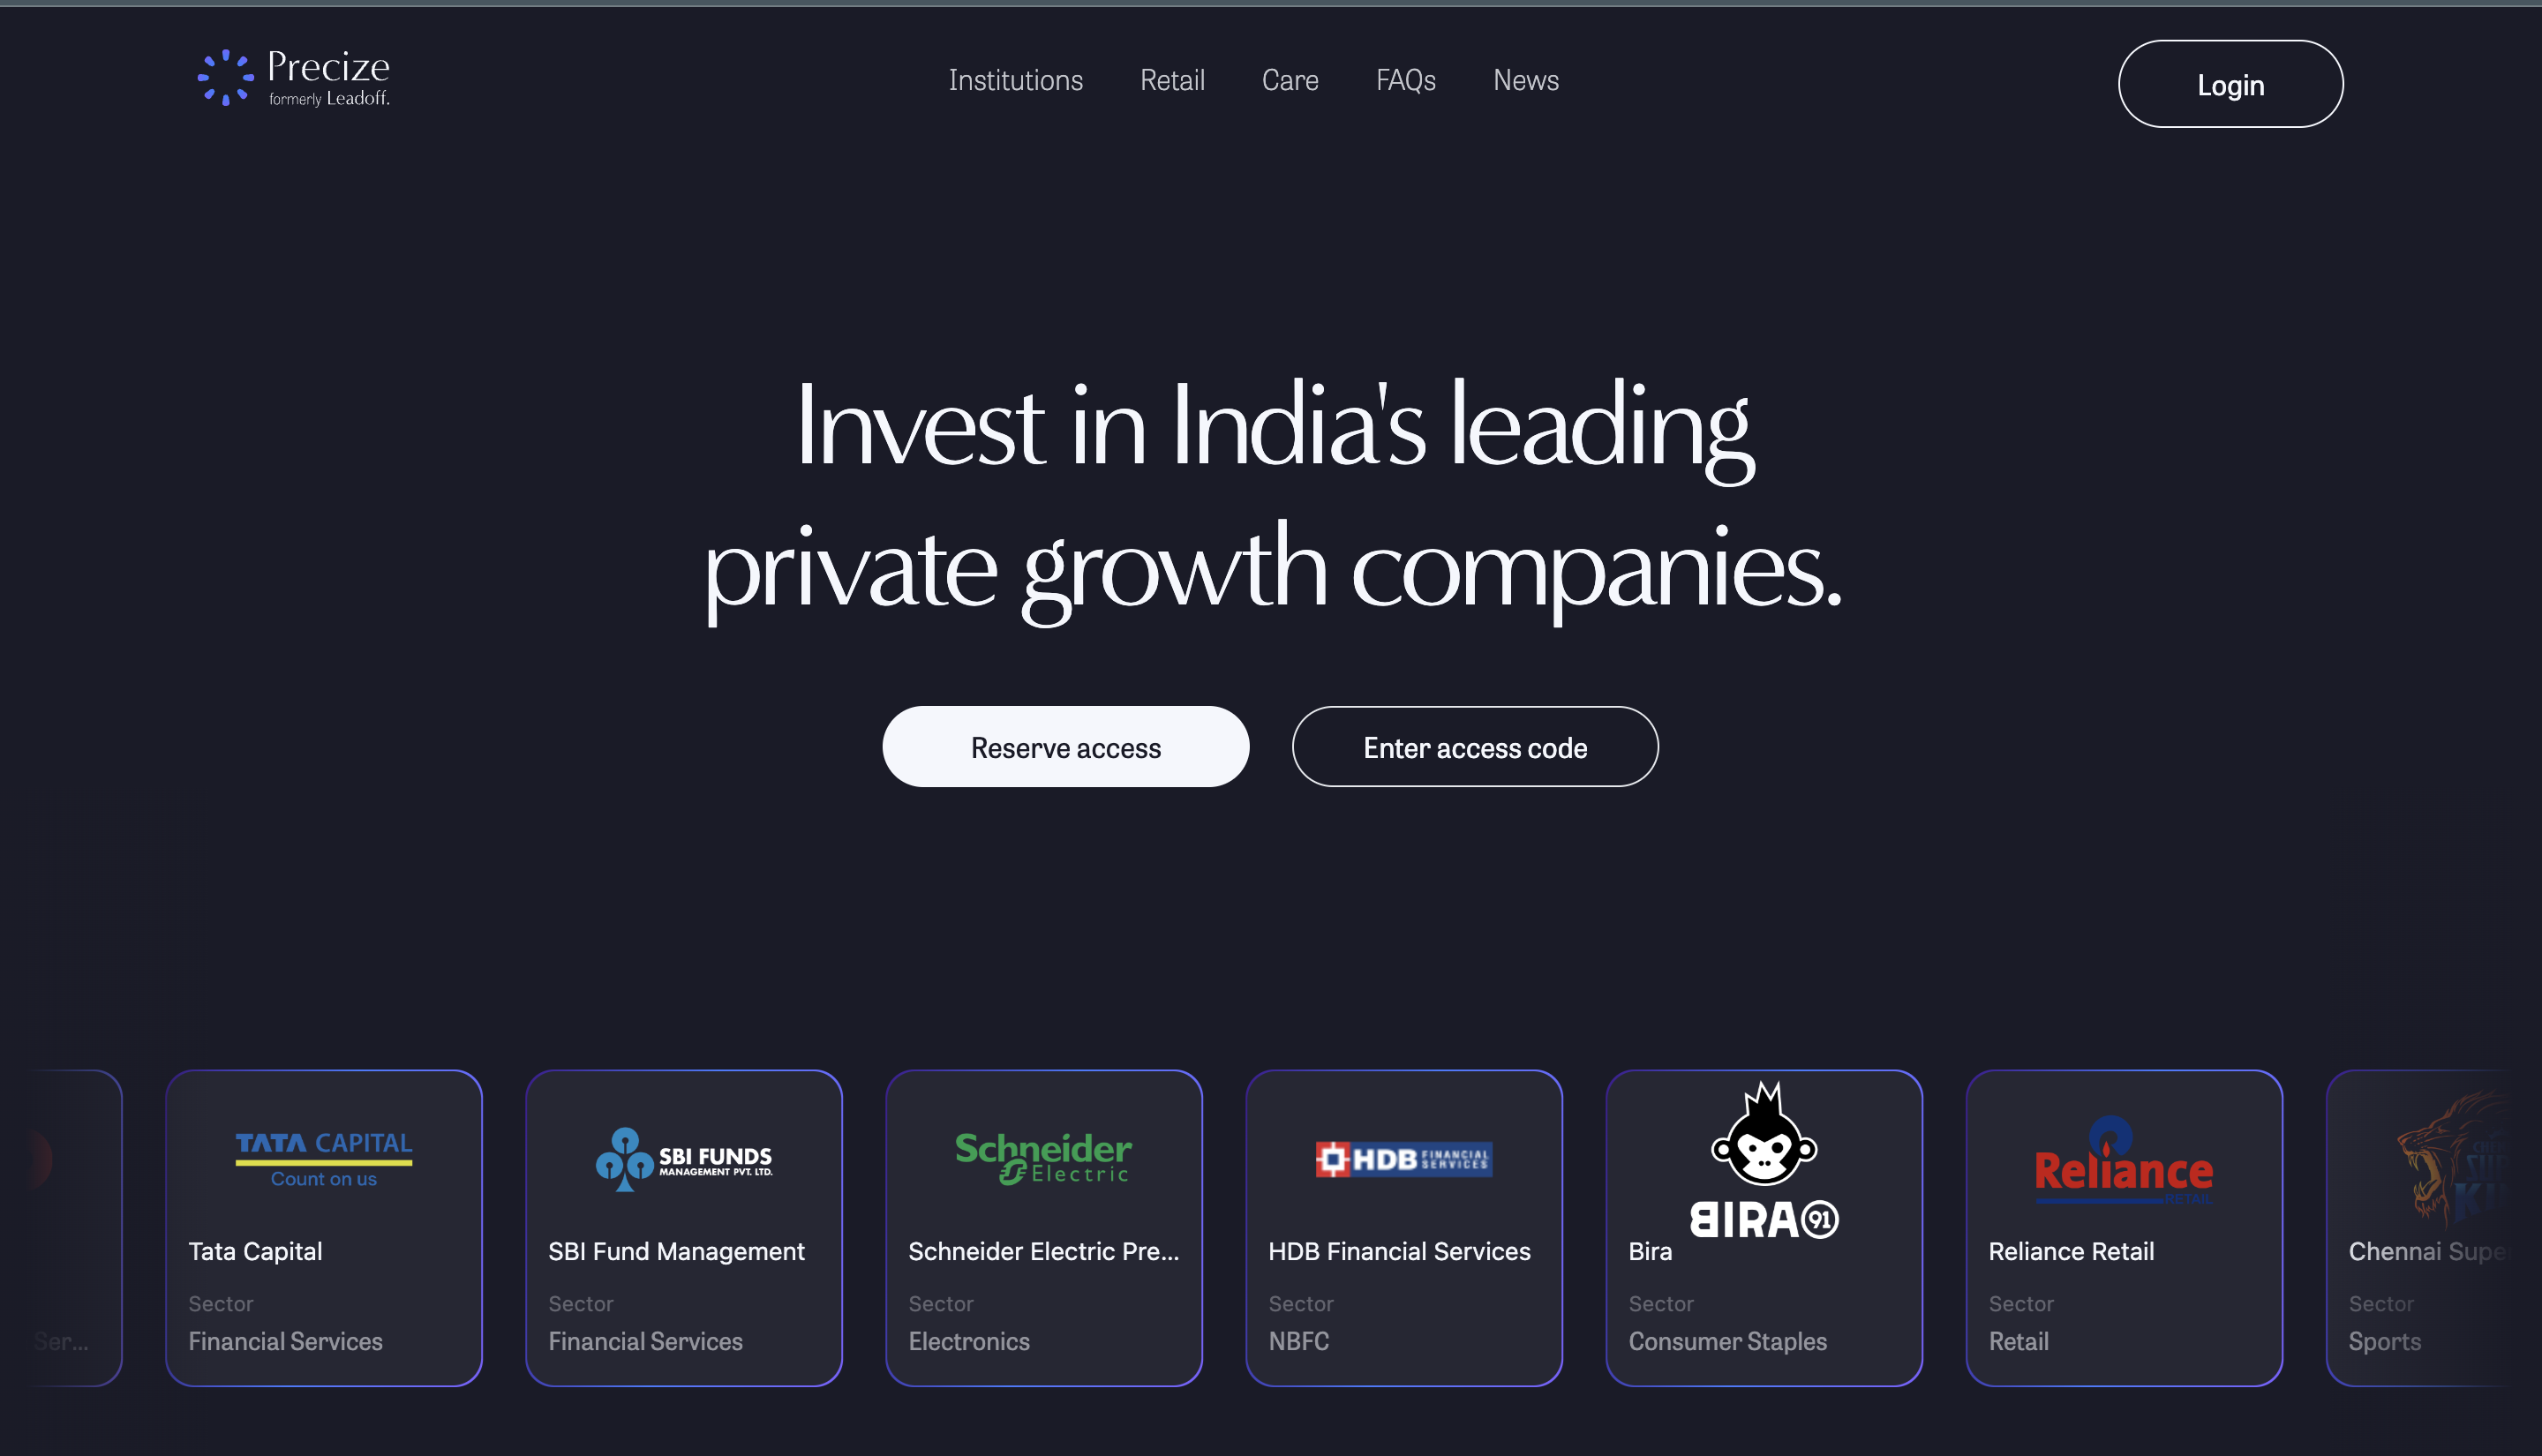 Precize
formerly Leadoff.
Institutions Retail Care FAQs News
Login
Invest in India's leading
private growth companies.
Reserve access Enter access code
Ser...
TATA CAPITAL
Count on us
Tata Capital
Sector
Financial Services
SBI FUNDS
MANAGEMENT PVT. LTD.
SBI Fund Management
Sector
Financial Services
Schneider
Electric
Schneider Electric Pre...
Sector
Electronics
HDB FINANCIAL
SERVICES
HDB Financial Services
Sector
NBFC
BIRA 91
Bira
Sector
Consumer Staples
Reliance
RETAIL
Reliance Retail
Sector
Retail
Chennai Supe
Sector
Sports